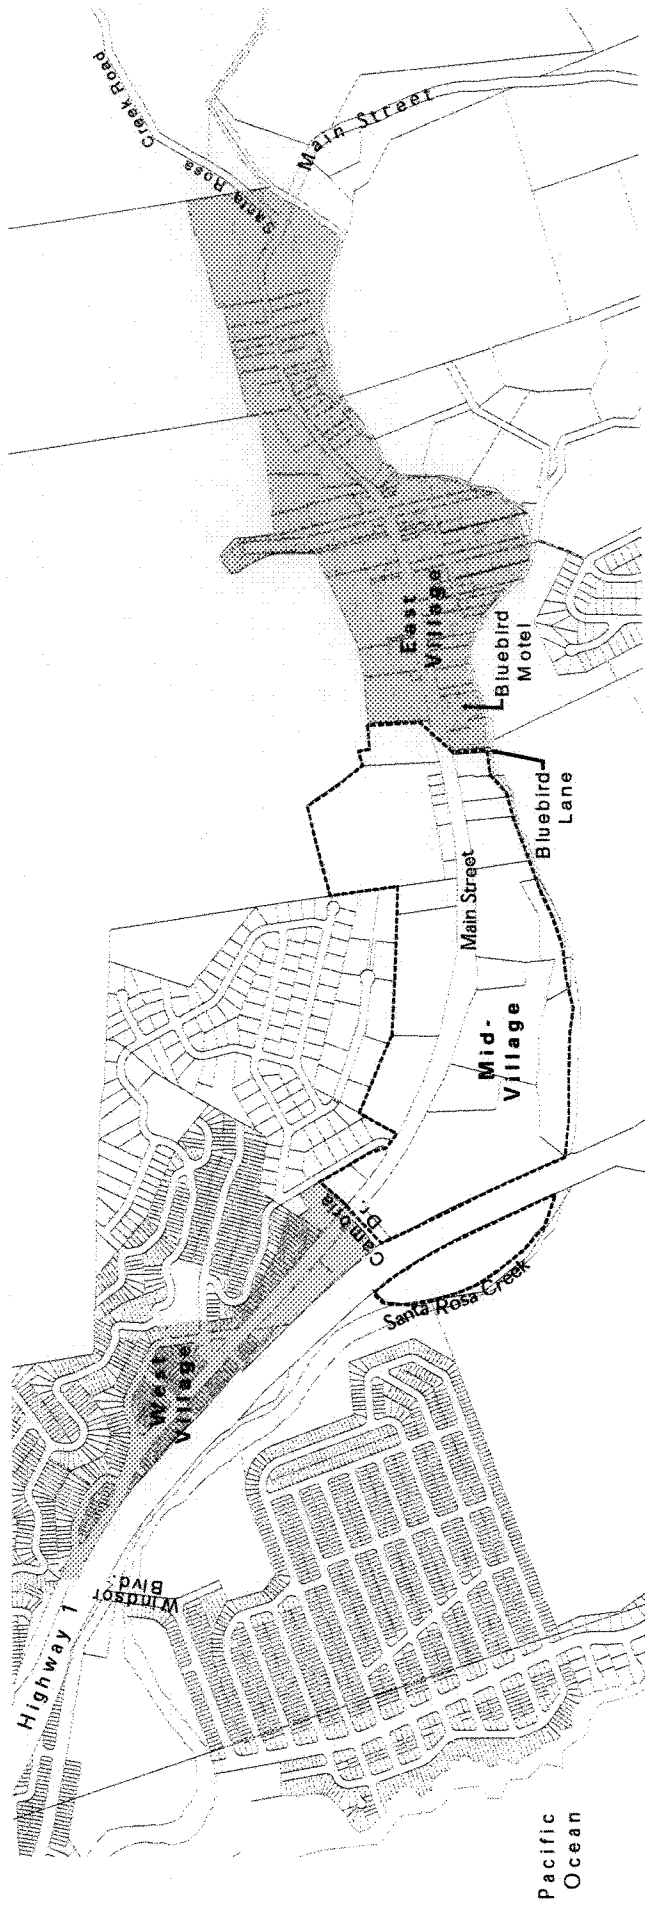 Creek Road
Santa Rosa
Main Street
East
Village
Bluebird
Motel
Bluebird
Lane
Main Street
Mid-
Village
Cambria
Dr.
Santa Rosa Creek
West
Village
Windsor
Blvd.
Highway 1
Pacific
Ocean